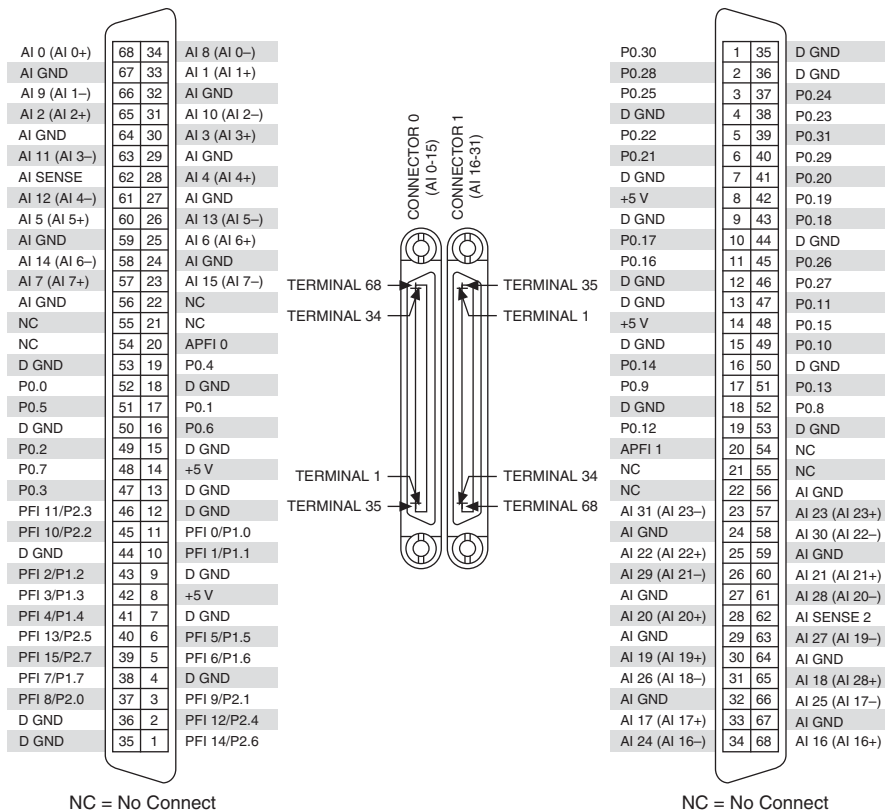 AI 0 (AI 0+) 68 34 AI 8 (AI 0–)
AI GND 67 33 AI 1 (AI 1+)
AI 9 (AI 1–) 66 32 AI GND
AI 2 (AI 2+) 65 31 AI 10 (AI 2–)
AI GND 64 30 AI 3 (AI 3+)
AI 11 (AI 3–) 63 29 AI GND
AI SENSE 62 28 AI 4 (AI 4+)
AI 12 (AI 4–) 61 27 AI GND
AI 5 (AI 5+) 60 26 AI 13 (AI 5–)
AI GND 59 25 AI 6 (AI 6+)
AI 14 (AI 6–) 58 24 AI GND
AI 7 (AI 7+) 57 23 AI 15 (AI 7–)
AI GND 56 22 NC
NC 55 21 NC
NC 54 20 APFI 0
D GND 53 19 P0.4
P0.0 52 18 D GND
P0.5 51 17 P0.1
D GND 50 16 P0.6
P0.2 49 15 D GND
P0.7 48 14 +5 V
P0.3 47 13 D GND
PFI 11/P2.3 46 12 D GND
PFI 10/P2.2 45 11 PFI 0/P1.0
D GND 44 10 PFI 1/P1.1
PFI 2/P1.2 43 9 D GND
PFI 3/P1.3 42 8 +5 V
PFI 4/P1.4 41 7 D GND
PFI 13/P2.5 40 6 PFI 5/P1.5
PFI 15/P2.7 39 5 PFI 6/P1.6
PFI 7/P1.7 38 4 D GND
PFI 8/P2.0 37 3 PFI 9/P2.1
D GND 36 2 PFI 12/P2.4
D GND 35 1 PFI 14/P2.6
NC = No Connect
CONNECTOR 0
(AI 0-15)
CONNECTOR 1
(AI 16-31)
TERMINAL 68
TERMINAL 34
TERMINAL 35
TERMINAL 1
TERMINAL 1
TERMINAL 35
TERMINAL 34
TERMINAL 68
P0.30 1 35 D GND
P0.28 2 36 D GND
P0.25 3 37 P0.24
D GND 4 38 P0.23
P0.22 5 39 P0.31
P0.21 6 40 P0.29
D GND 7 41 P0.20
+5 V 8 42 P0.19
D GND 9 43 P0.18
P0.17 10 44 D GND
P0.16 11 45 P0.26
D GND 12 46 P0.27
D GND 13 47 P0.11
+5 V 14 48 P0.15
D GND 15 49 P0.10
P0.14 16 50 D GND
P0.9 17 51 P0.13
D GND 18 52 P0.8
P0.12 19 53 D GND
APFI 1 20 54 NC
NC 21 55 NC
NC 22 56 AI GND
AI 31 (AI 23–) 23 57 AI 23 (AI 23+)
AI GND 24 58 AI 30 (AI 22–)
AI 22 (AI 22+) 25 59 AI GND
AI 29 (AI 21–) 26 60 AI 21 (AI 21+)
AI GND 27 61 AI 28 (AI 20–)
AI 20 (AI 20+) 28 62 AI SENSE 2
AI GND 29 63 AI 27 (AI 19–)
AI 19 (AI 19+) 30 64 AI GND
AI 26 (AI 18–) 31 65 AI 18 (AI 28+)
AI GND 32 66 AI 25 (AI 17–)
AI 17 (AI 17+) 33 67 AI GND
AI 24 (AI 16–) 34 68 AI 16 (AI 16+)
NC = No Connect